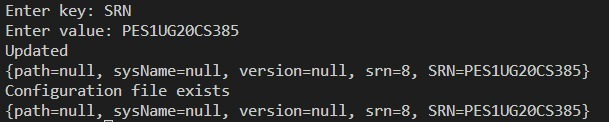 Enter key: SRN
Enter value: PES1UG20CS385
Updated
{path=null, sysName=null, version=null, srn=8, SRN=PES1UG20CS385}
Configuration file exists
{path=null, sysName=null, version=null, srn=8, SRN=PES1UG20CS385}